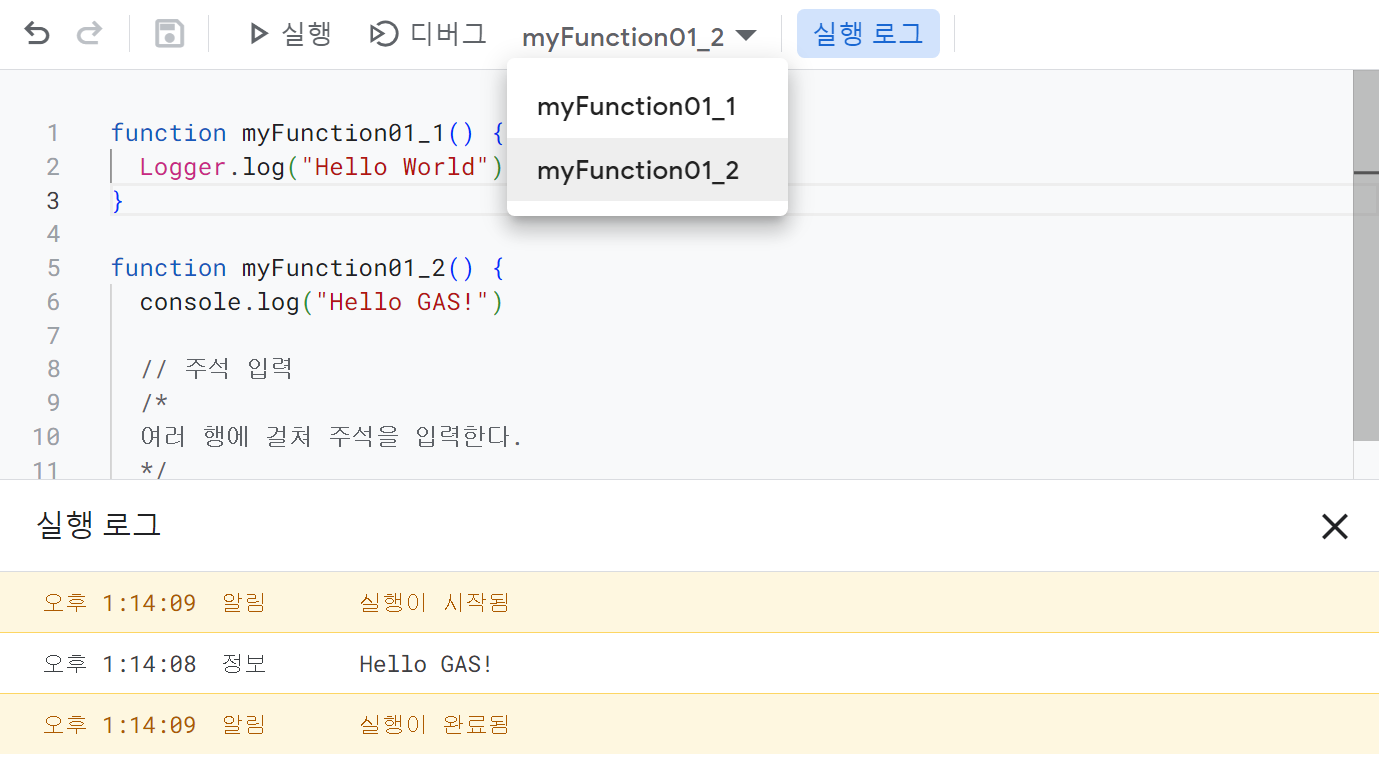 실행 디버그 myFunction01_2 실행 로그
myFunction01_1
myFunction01_2
1 function myFunction01_1() {
2 Logger.log("Hello World")
3 }
4
5 function myFunction01_2() {
6 console.log("Hello GAS!")
7
8 // 주석 입력
9 /*
10 여러 행에 걸쳐 주석을 입력한다.
11 */
실행 로그
오후 1:14:09 알림 실행이 시작됨
오후 1:14:08 정보 Hello GAS!
오후 1:14:09 알림 실행이 완료됨